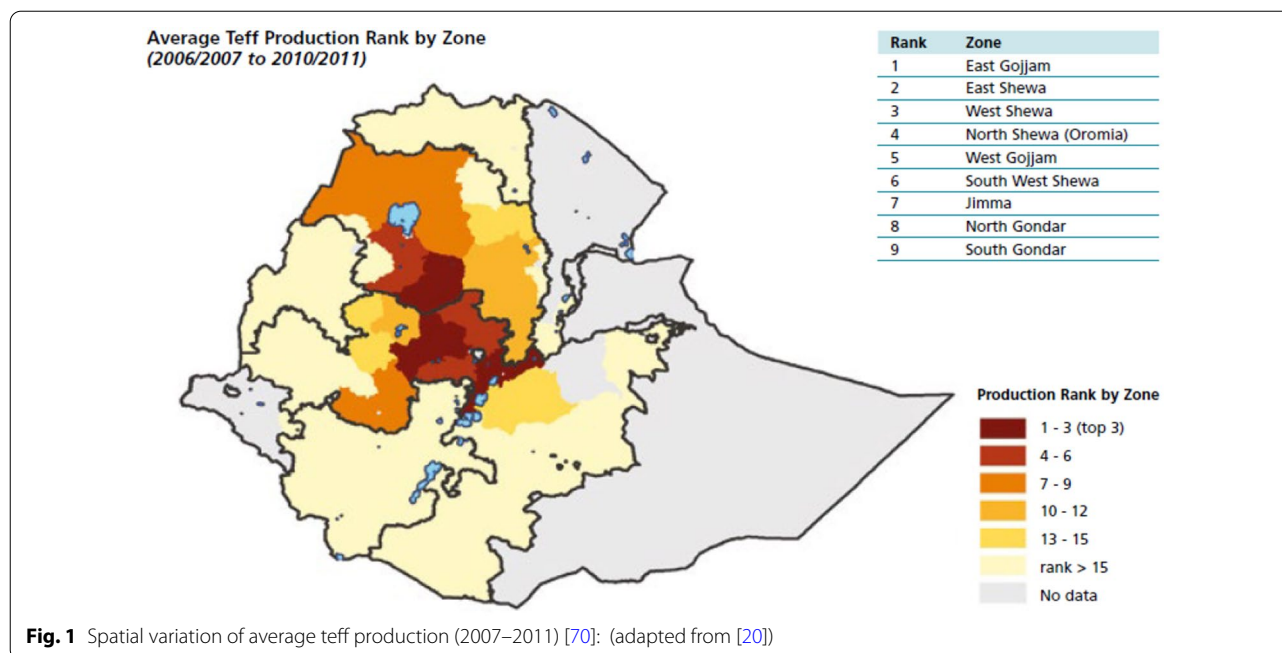 Average Teff Production Rank by Zone
(2006/2007 to 2010/2011)
Rank Zone
1 East Gojjam
2 East Shewa
3 West Shewa
4 North Shewa (Oromia)
5 West Gojjam
6 South West Shewa
7 Jimma
8 North Gondar
9 South Gondar
Production Rank by Zone
1 - 3 (top 3)
4 - 6
7 - 9
10 - 12
13 - 15
rank > 15
No data
Fig. 1 Spatial variation of average teff production (2007–2011) [70]: (adapted from [20])